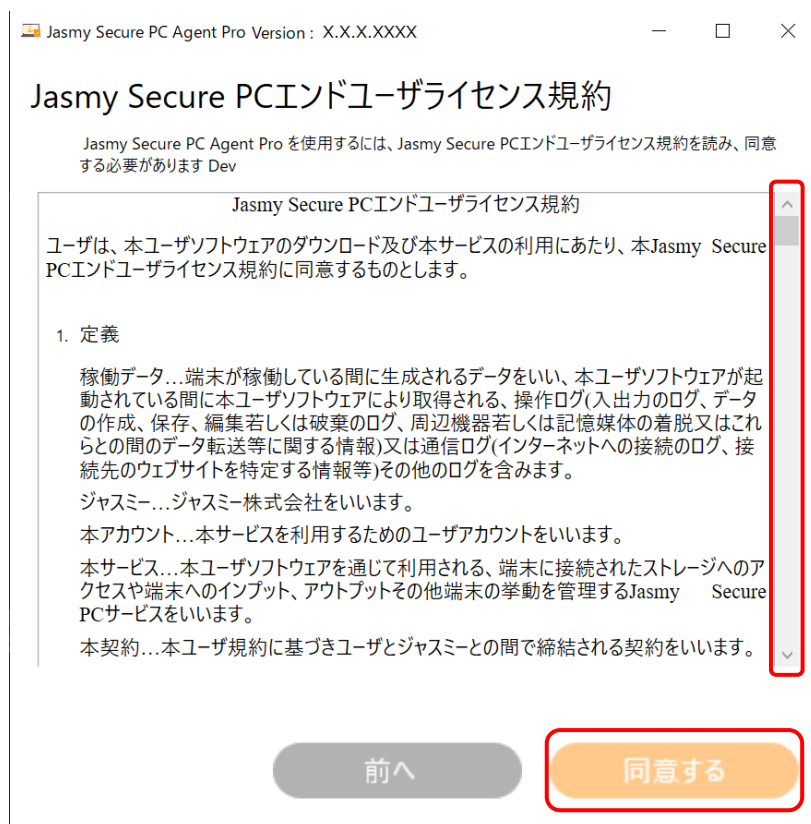 Jasmy Secure PC Agent Pro Version : X.X.X.XXXX
Jasmy Secure PCエンドユーザライセンス規約
Jasmy Secure PC Agent Pro を使用するには、Jasmy Secure PCエンドユーザライセンス規約を読み、同意
する必要があります Dev
Jasmy Secure PCエンドユーザライセンス規約
ユーザは、本ユーザソフトウェアのダウンロード及び本サービスの利用にあたり、本Jasmy Secure
PCエンドユーザライセンス規約に同意するものとします。
1. 定義
稼働データ…端末が稼働している間に生成されるデータをいい、本ユーザソフトウェアが起
動されている間に本ユーザソフトウェアにより取得される、操作ログ(入出力のログ、データ
の作成、保存、編集若しくは破棄のログ、周辺機器若しくは記憶媒体の着脱又はこれ
らとの間のデータ転送等に関する情報)又は通信ログ(インターネットへの接続のログ、接
続先のウェブサイトを特定する情報等)その他のログを含みます。
ジャスミー…ジャスミー株式会社をいいます。
本アカウント…本サービスを利用するためのユーザアカウントをいいます。
本サービス…本ユーザソフトウェアを通じて利用される、端末に接続されたストレージへのア
クセスや端末へのインプット、アウトプットその他端末の挙動を管理するJasmy Secure
PCサービスをいいます。
本契約…本ユーザ規約に基づきユーザとジャスミーとの間で締結される契約をいいます。
前へ
同意する